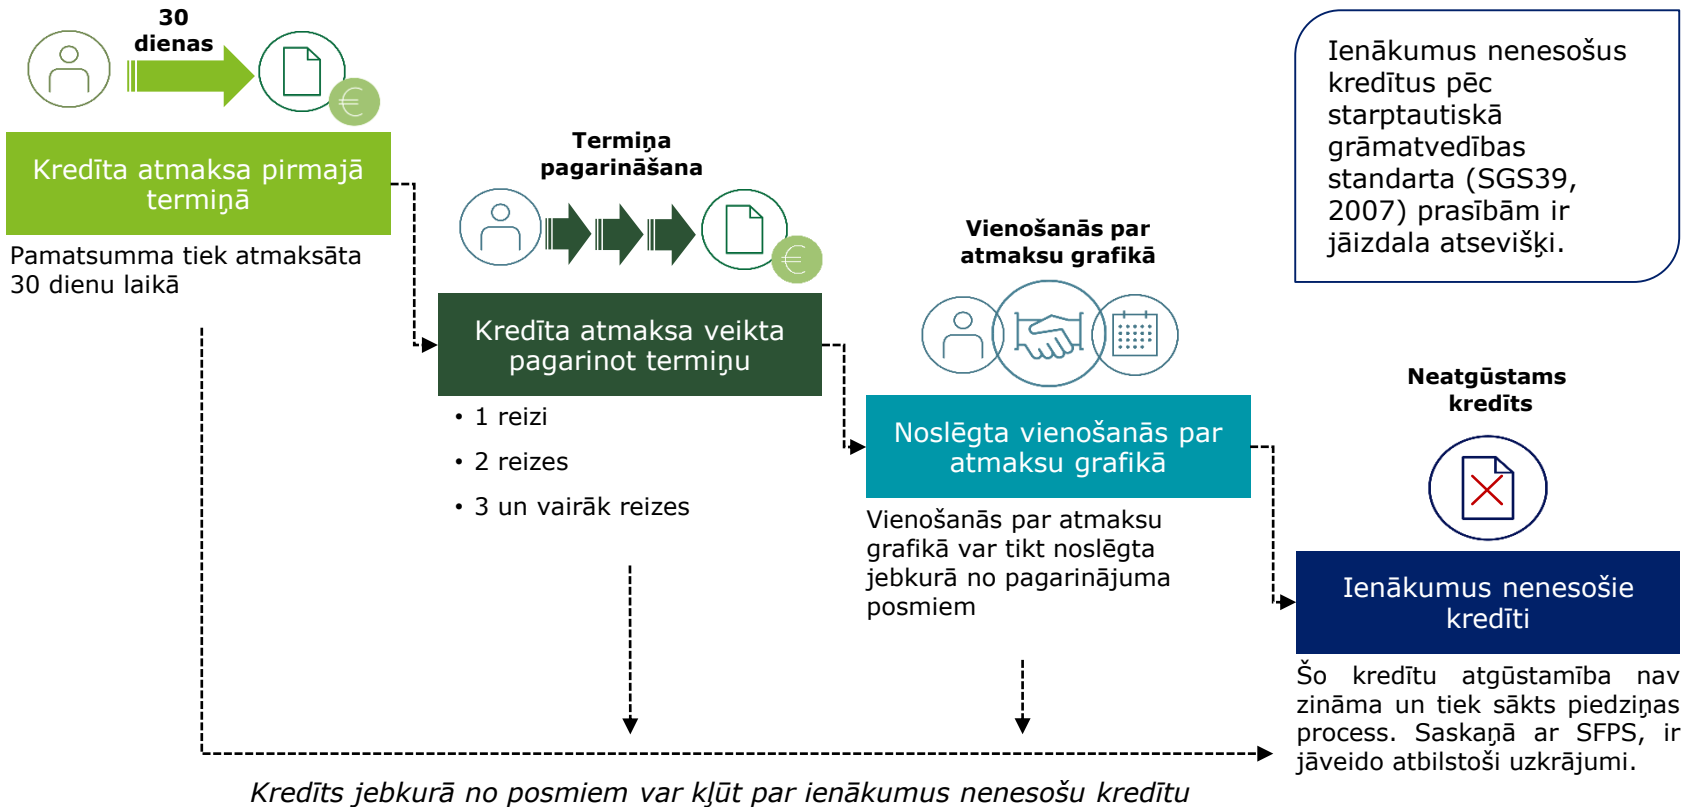 30
dienas
Kredīta atmaksa pirmajā
termiņā
Pamatsumma tiek atmaksāta
30 dienu laikā
Termiņa
pagarināšana
Kredīta atmaksa veikta
pagarinot termiņu
• 1 reizi
• 2 reizes
• 3 un vairāk reizes
Vienošanās par
atmaksu grafikā
Noslēgta vienošanās par
atmaksu grafikā
Vienošanās par atmaksu
grafikā var tikt noslēgta
jebkurā no pagarinājuma
posmiem
Ienākumus nenesošus
kredītus pēc
starptautiskā
grāmatvedības
standarta (SGS39,
2007) prasībām ir
jāizdala atsevišķi.
Neatgūstams
kredīts
Ienākumus nenesošie
kredīti
Šo kredītu atgūstamība nav
zināma un tiek sākts piedziņas
process. Saskaņā ar SFPS, ir
jāveido atbilstoši uzkrājumi.
Kredīts jebkurā no posmiem var kļūt par ienākumus nenesošu kredītu